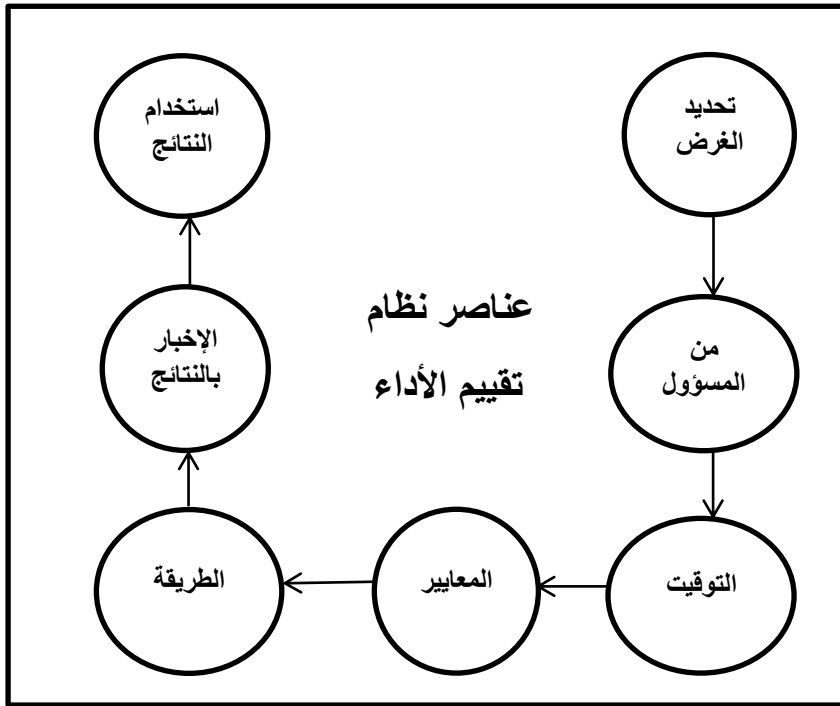 تحديد
الغرض
من
المسؤول
التوقيت
المعايير
الطريقة
الإخبار
بالنتائج
استخدام
النتائج
عناصر نظام
تقييم الأداء